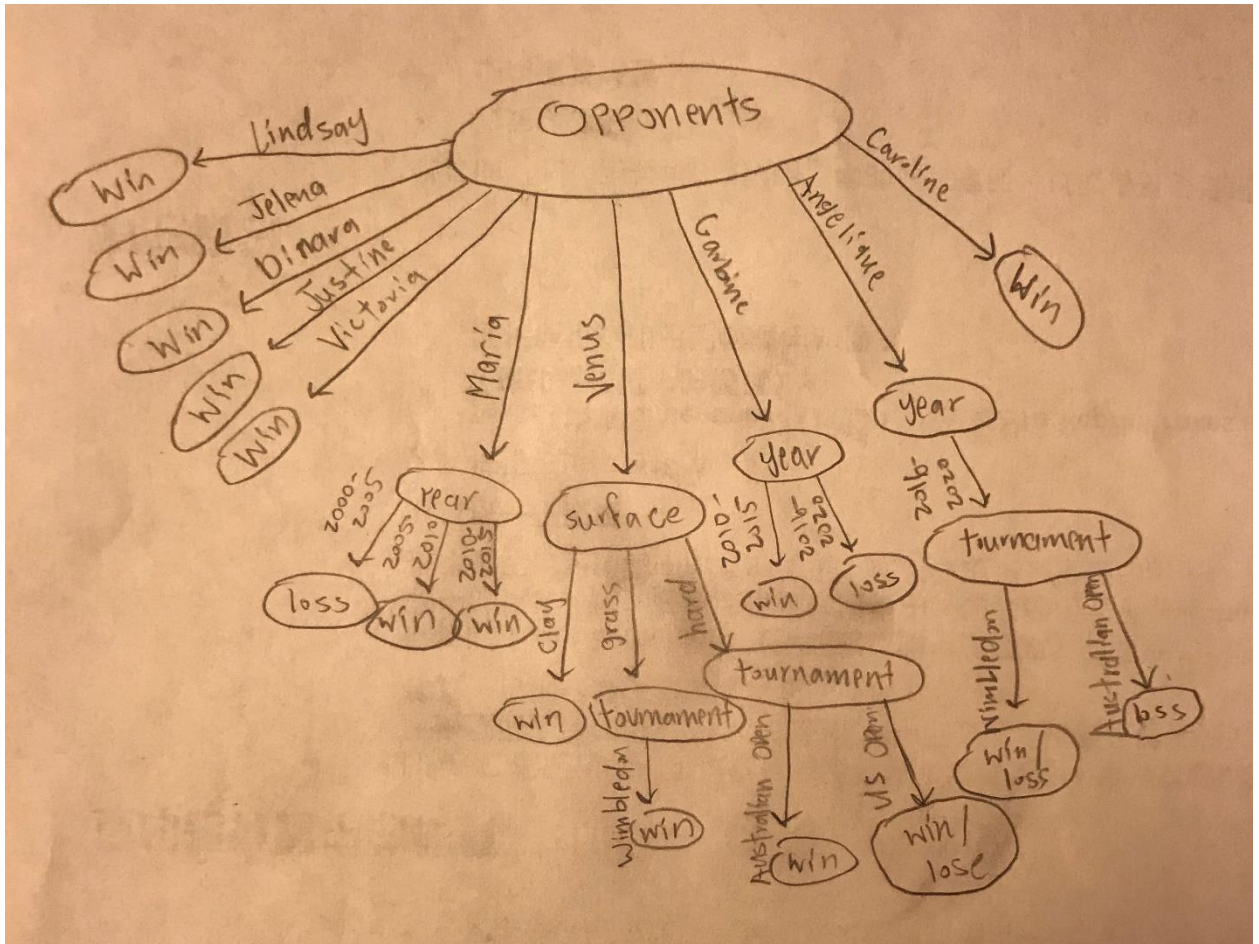 Opponents
Lindsay
Win
Jelena
Win
Dinara
Win
Justine
Win
Victoria
Win
Maria
Year
2000-
2005
loss
2005-
2010
win
2010-
2015
win
Venus
surface
clay
win
grass
tournament
Wimbledon
win
hard
tournament
Australian Open
win
US Open
win/
lose
Garbine
year
2010-
2015
win
2016-
2020
loss
Angelique
year
2016-
2020
tournament
Wimbledon
win/
loss
Australian Open
loss
Caroline
Win